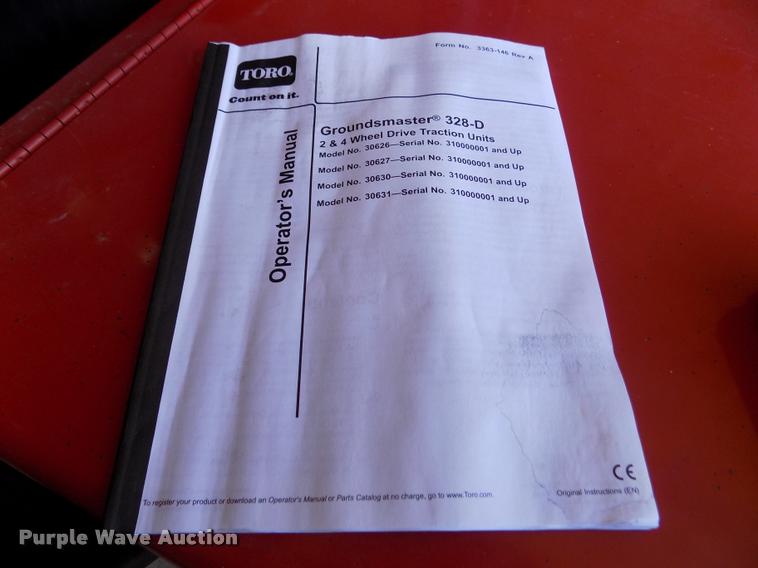 Form No. 3363-146 Rev A
TORO®
Count on it.
Operator's Manual
Groundsmaster® 328-D
2 & 4 Wheel Drive Traction Units
Model No. 30626—Serial No. 310000001 and Up
Model No. 30627—Serial No. 310000001 and Up
Model No. 30630—Serial No. 310000001 and Up
Model No. 30631—Serial No. 310000001 and Up
CE
To register your product or download an Operator's Manual or Parts Catalog at no charge, go to www.Toro.com.
Original Instructions (EN)
Purple Wave Auction